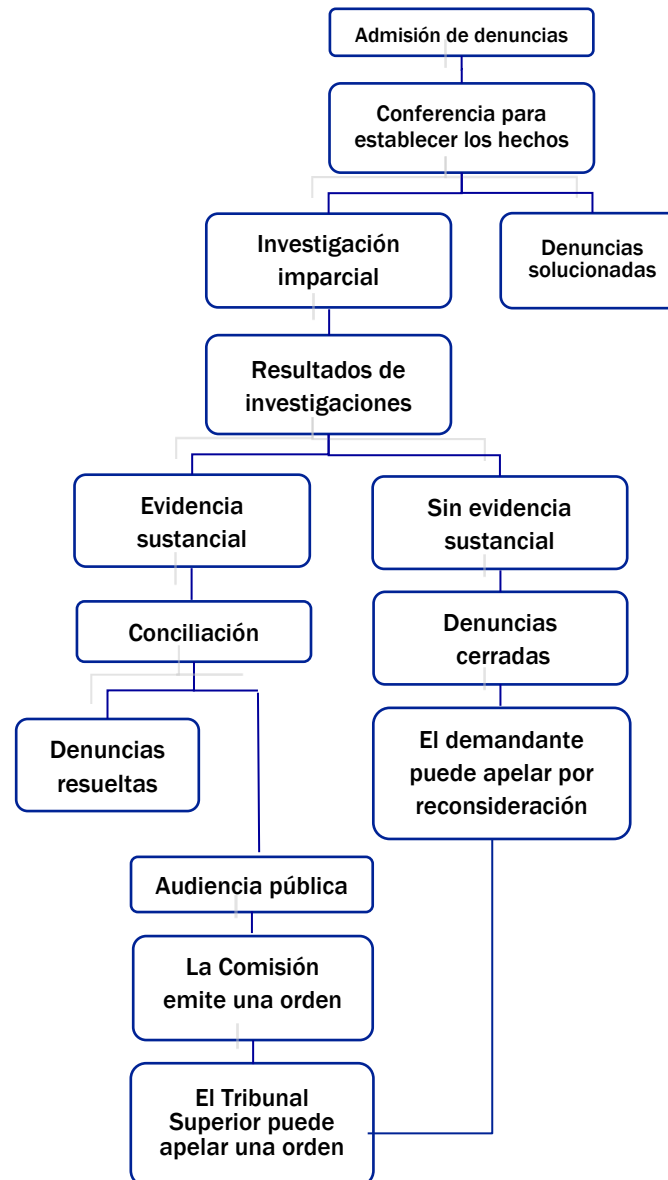 Admisión de denuncias
Conferencia para
establecer los hechos
Investigación
imparcial
Denuncias
solucionadas
Resultados de
investigaciones
Evidencia
sustancial
Sin evidencia
sustancial
Conciliación
Denuncias
cerradas
Denuncias
resueltas
El demandante
puede apelar por
reconsideración
Audiencia pública
La Comisión
emite una orden
El Tribunal
Superior puede
apelar una orden